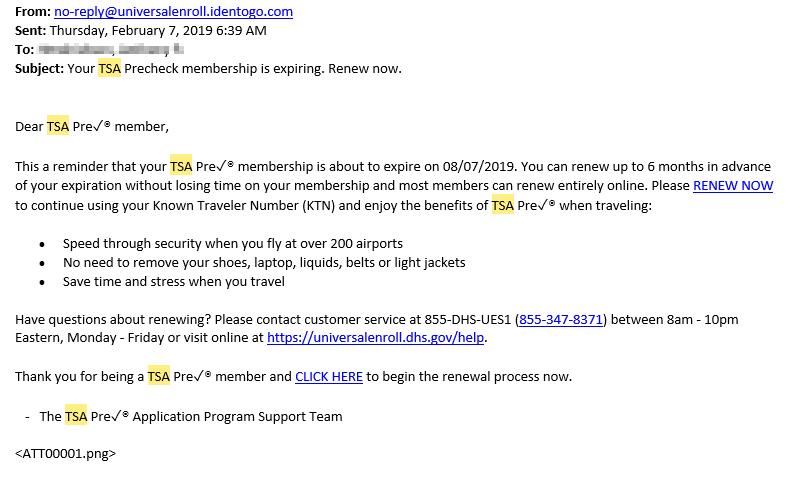 From: no-reply@universalenroll.identogo.com
Sent: Thursday, February 7, 2019 6:39 AM
To:
Subject: Your TSA Precheck membership is expiring. Renew now.
Dear TSA Pre✓® member,
This a reminder that your TSA Pre✓® membership is about to expire on 08/07/2019. You can renew up to 6 months in advance
of your expiration without losing time on your membership and most members can renew entirely online. Please RENEW NOW
to continue using your Known Traveler Number (KTN) and enjoy the benefits of TSA Pre✓® when traveling:
• Speed through security when you fly at over 200 airports
• No need to remove your shoes, laptop, liquids, belts or light jackets
• Save time and stress when you travel
Have questions about renewing? Please contact customer service at 855-DHS-UES1 (855-347-8371) between 8am - 10pm
Eastern, Monday - Friday or visit online at https://universalenroll.dhs.gov/help.
Thank you for being a TSA Pre✓® member and CLICK HERE to begin the renewal process now.
- The TSA Pre✓® Application Program Support Team
<ATT00001.png>